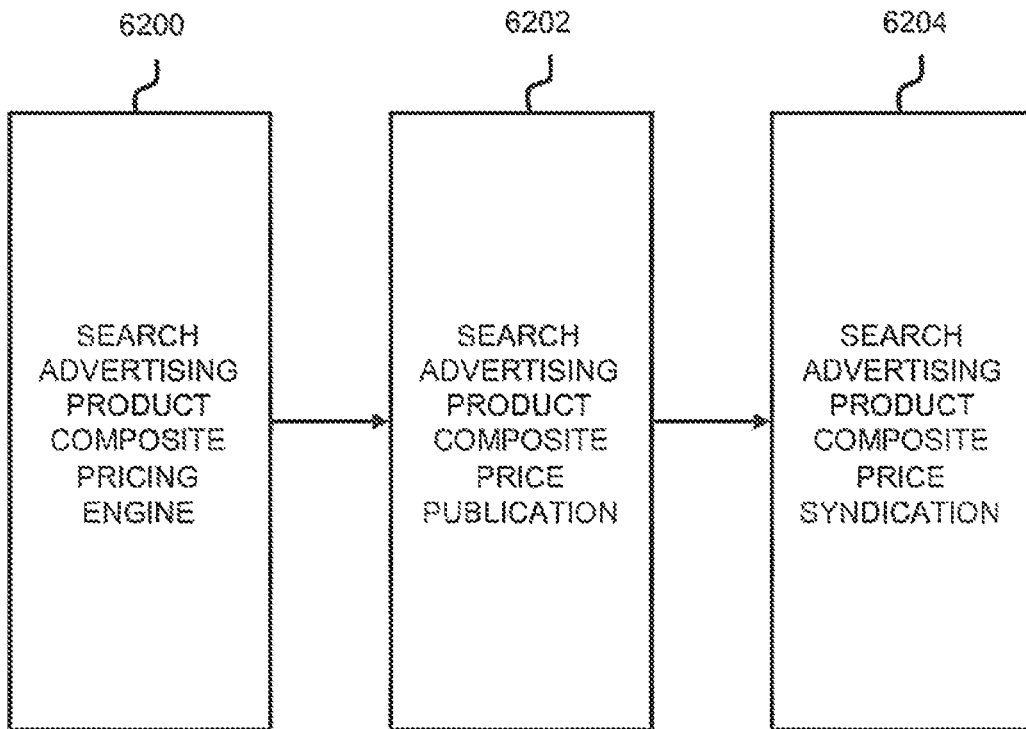 6200
6202
6204
SEARCH
ADVERTISING
PRODUCT
COMPOSITE
PRICING
ENGINE
SEARCH
ADVERTISING
PRODUCT
COMPOSITE
PRICE
PUBLICATION
SEARCH
ADVERTISING
PRODUCT
COMPOSITE
PRICE
SYNDICATION